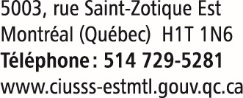 5003, rue Saint-Zotique Est
Montréal (Québec)  H1T 1N6
Téléphone : 514 729-5281
www.ciusss-estmtl.gouv.qc.ca